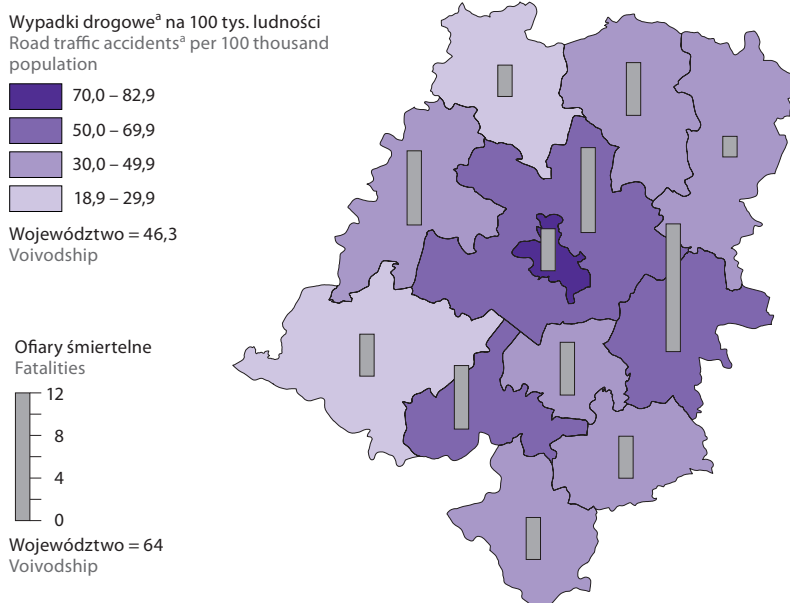 Wypadki drogoweª na 100 tys. ludności
Road traffic accidentsª per 100 thousand
population
70,0 – 82,9
50,0 – 69,9
30,0 – 49,9
18,9 – 29,9
Województwo = 46,3
Voivodship
Ofiary śmiertelne
Fatalities
12
8
4
0
Województwo = 64
Voivodship